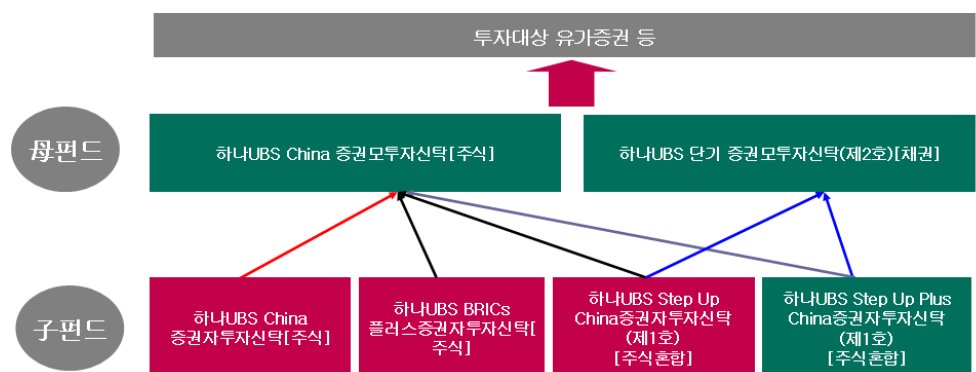 투자대상 유가증권 등
母펀드
하나UBS China 증권모투자신탁[주식]
하나UBS 단기 증권모투자신탁(제2호)[채권]
子펀드
하나UBS China
증권자투자신탁[주식]
하나UBS BRICs
플러스증권자투자신탁[
주식]
하나UBS Step Up
China증권자투자신탁
(제1호)
[주식혼합]
하나UBS Step Up Plus
China증권자투자신탁
(제1호)
[주식혼합]